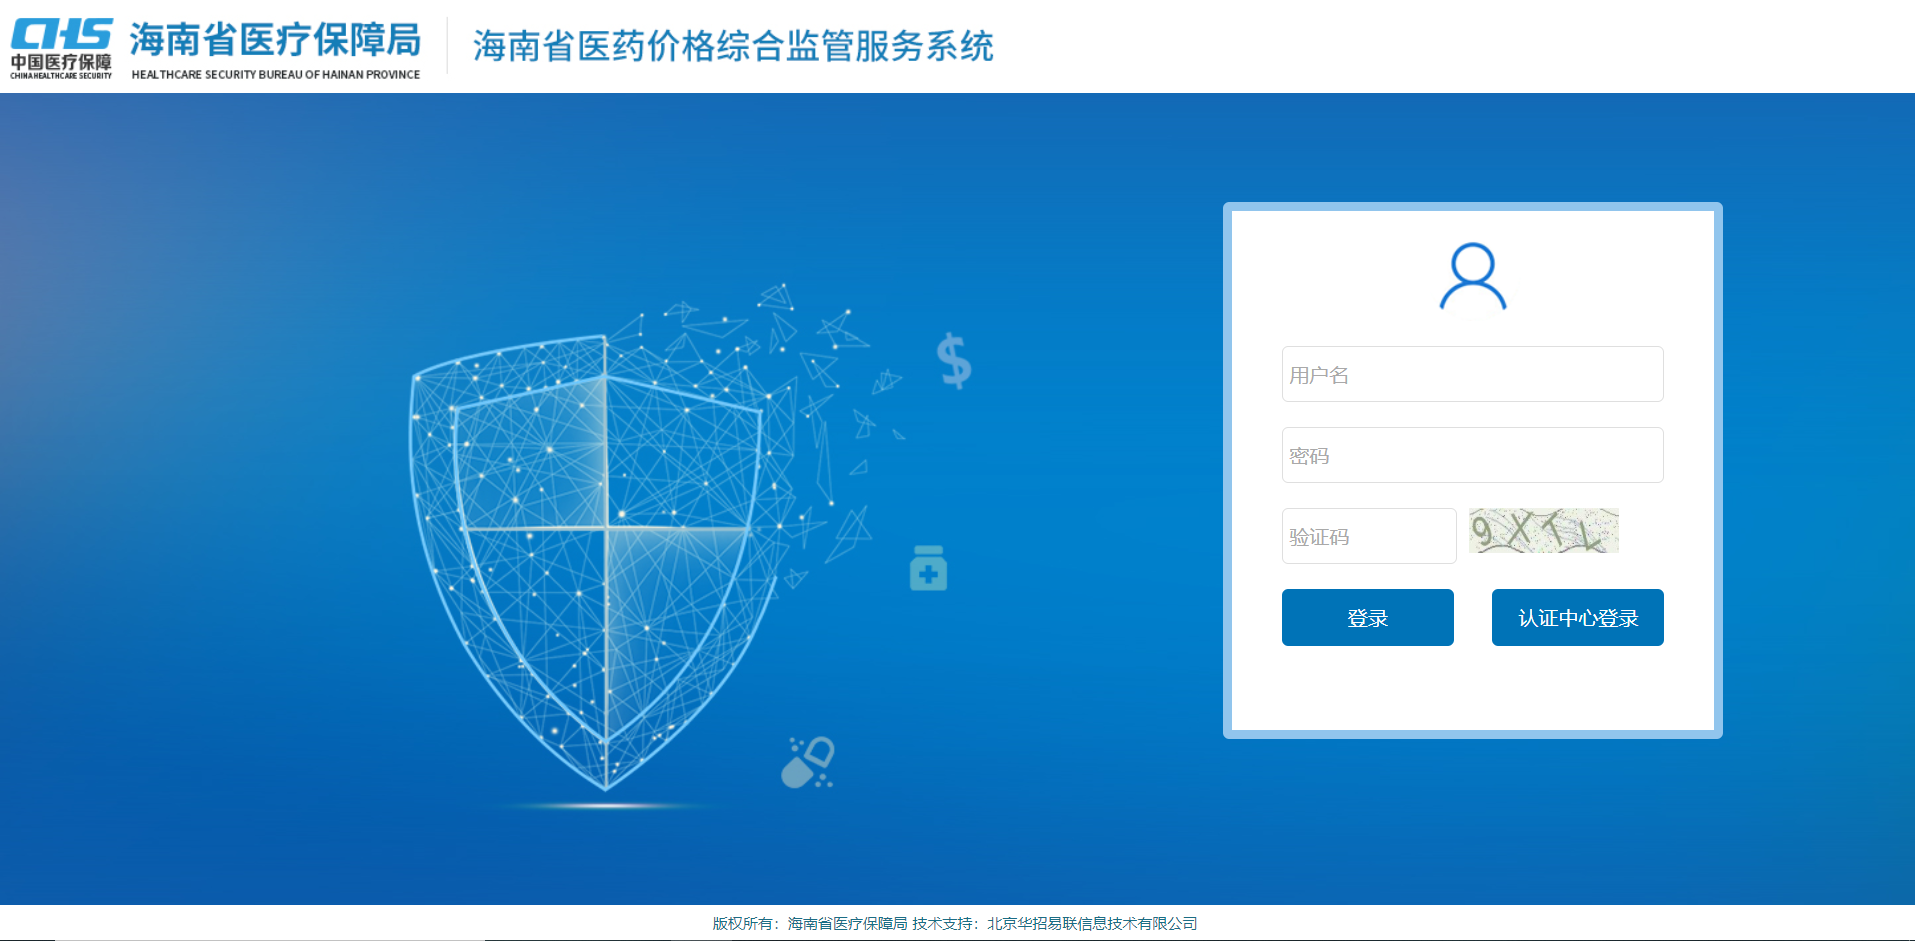 CHS
中国医疗保障
CHINA HEALTHCARE SECURITY
海南省医疗保障局
HEALTHCARE SECURITY BUREAU OF HAINAN PROVINCE
海南省医药价格综合监管服务系统
用户名
密码
验证码
9XTL
登录
认证中心登录
版权所有：海南省医疗保障局 技术支持：北京华招易联信息技术有限公司